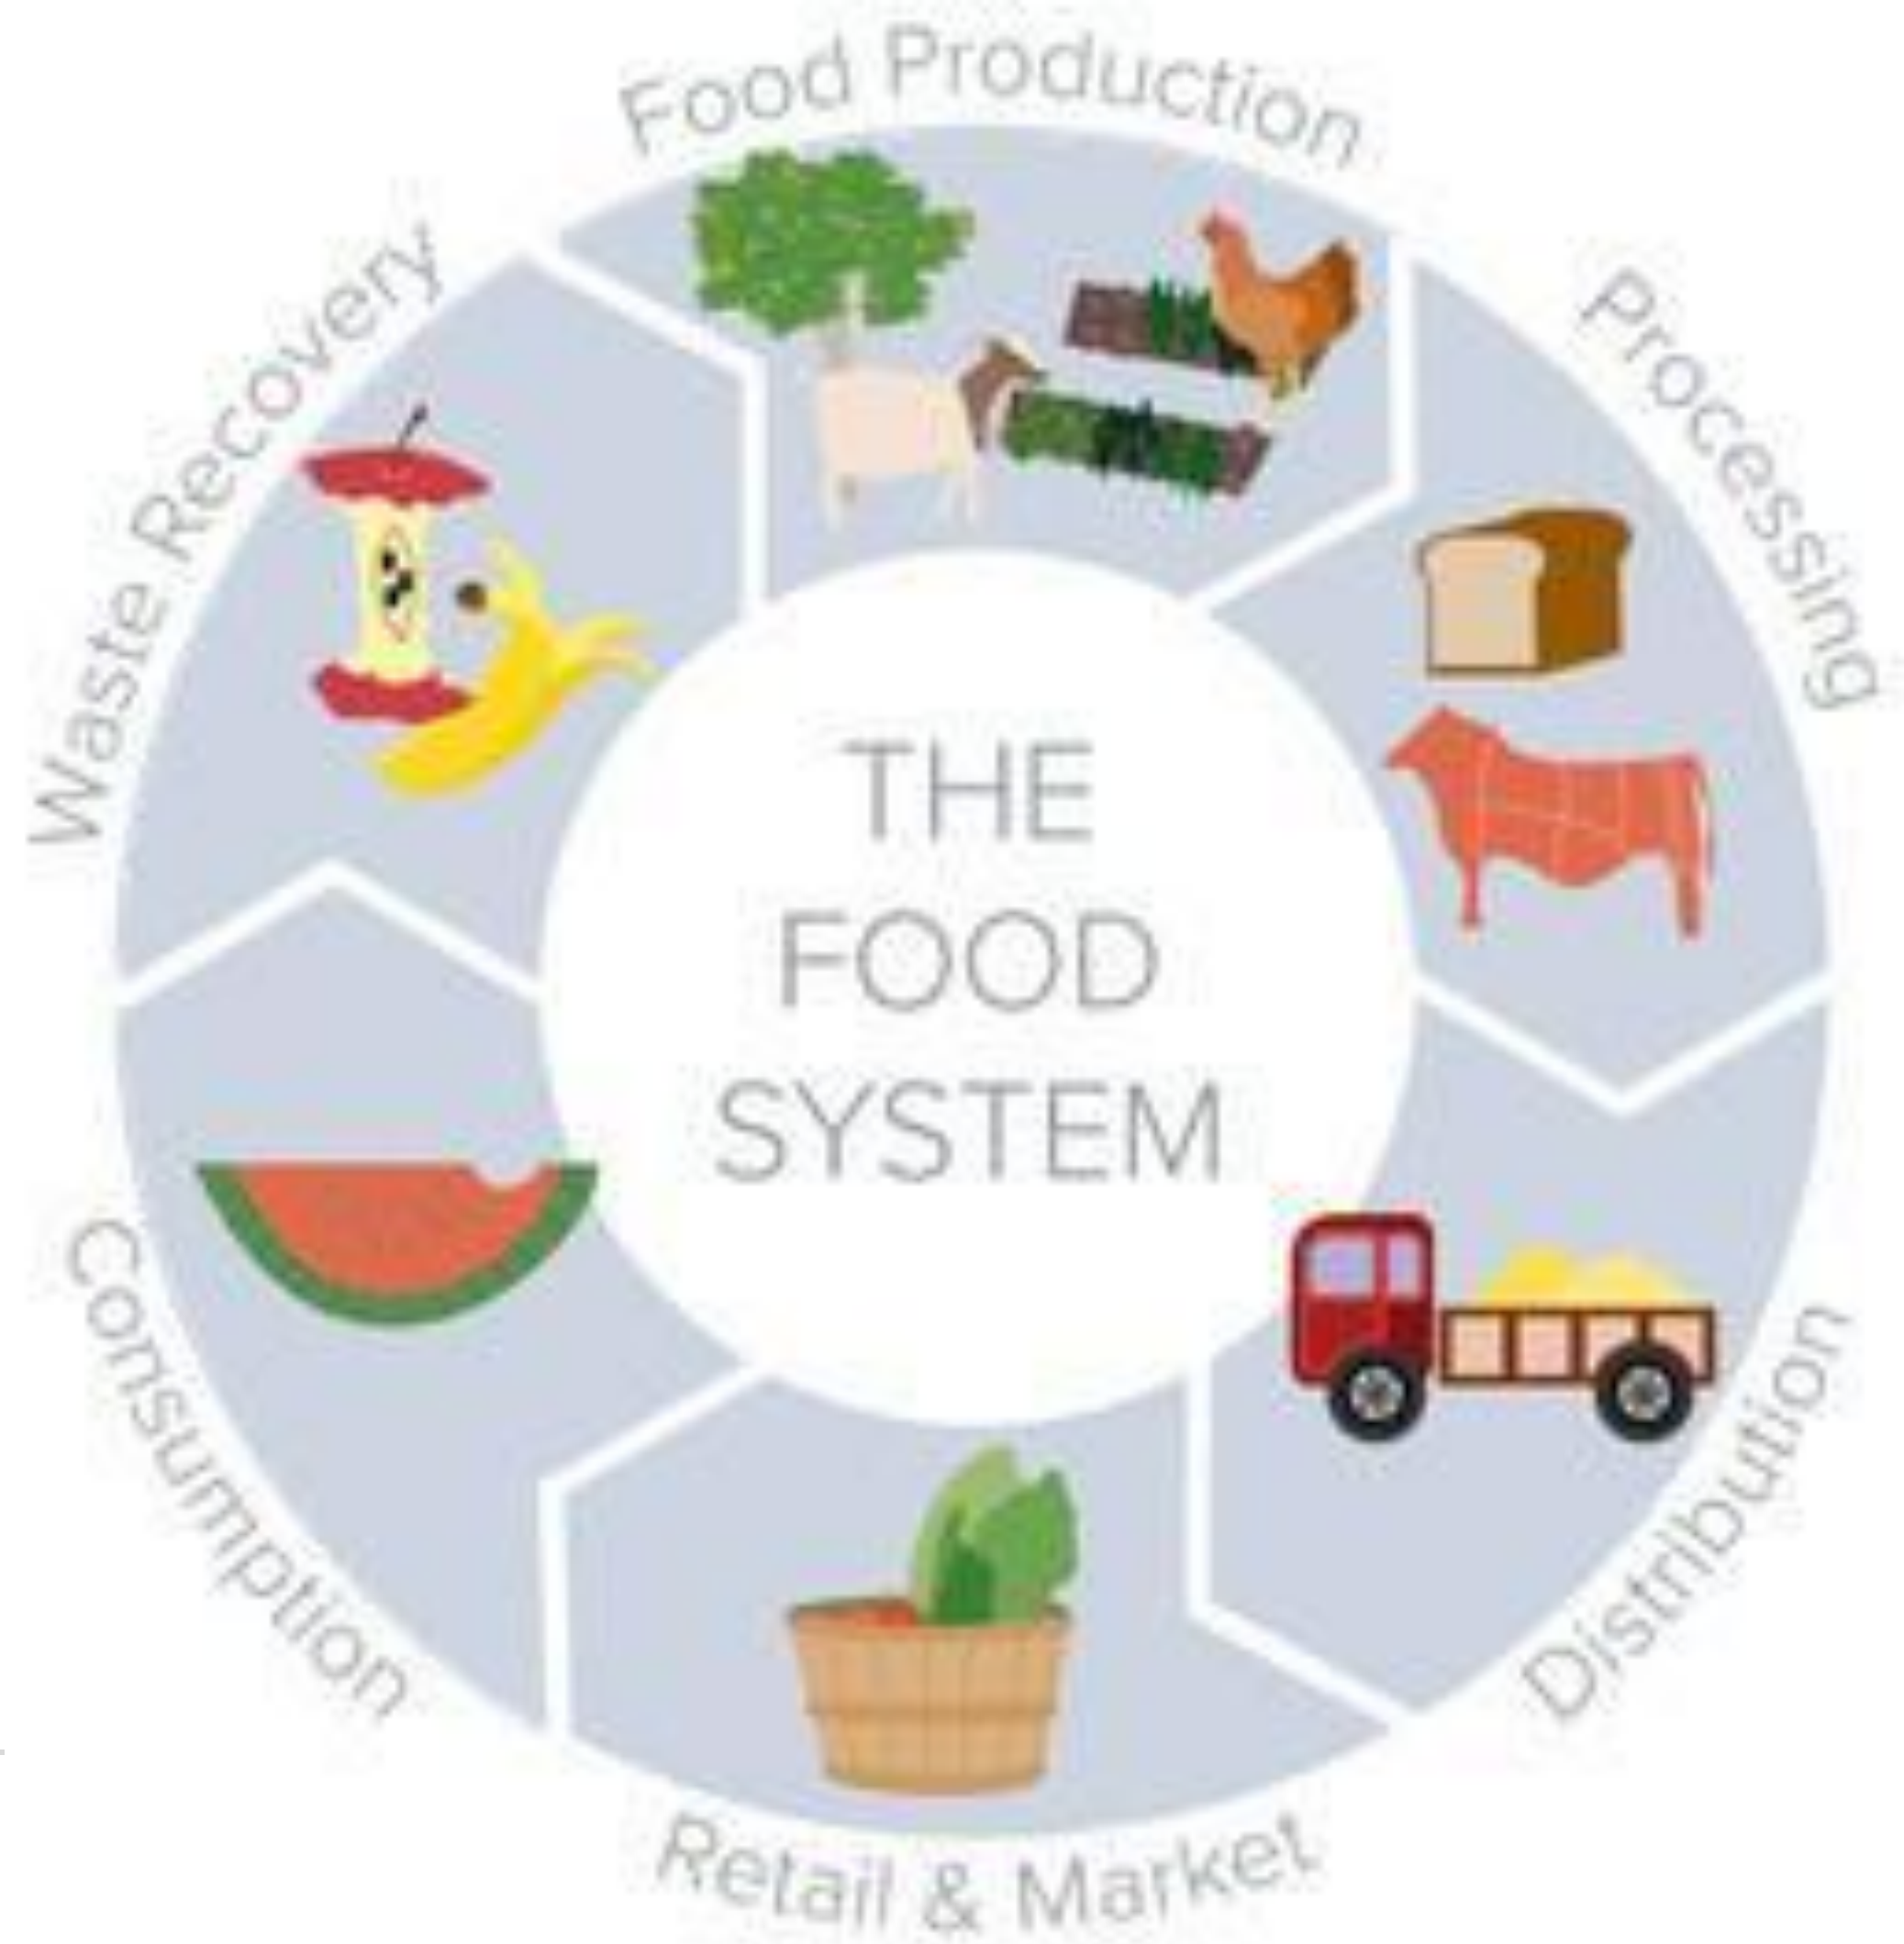 Food Production
Processing
Distribution
Retail & Market
Consumption
Waste Recovery
THE
FOOD
SYSTEM